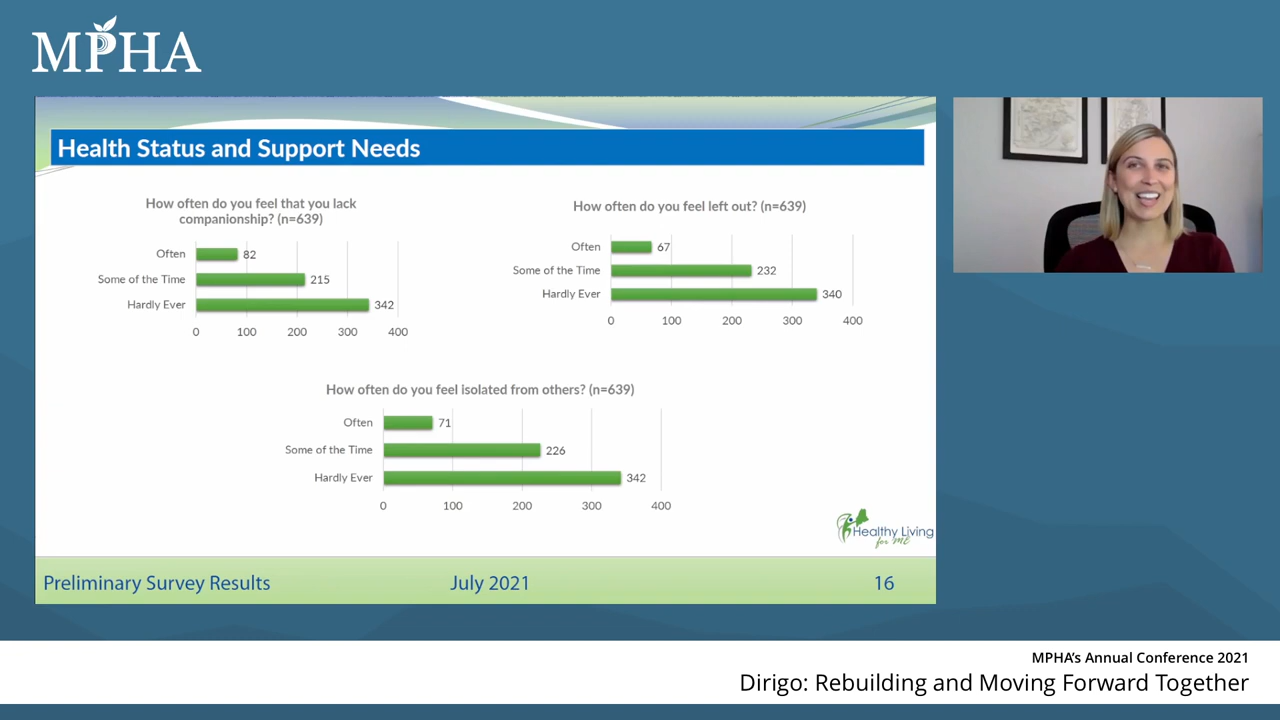 MPHA
Health Status and Support Needs
How often do you feel that you lack
companionship? (n=639)
Often 82
Some of the Time 215
Hardly Ever 342
0 100 200 300 400
How often do you feel left out? (n=639)
Often 67
Some of the Time 232
Hardly Ever 340
0 100 200 300 400
How often do you feel isolated from others? (n=639)
Often 71
Some of the Time 226
Hardly Ever 342
0 100 200 300 400
Healthy Living
for ME
Preliminary Survey Results July 2021 16
MPHA's Annual Conference 2021
Dirigo: Rebuilding and Moving Forward Together